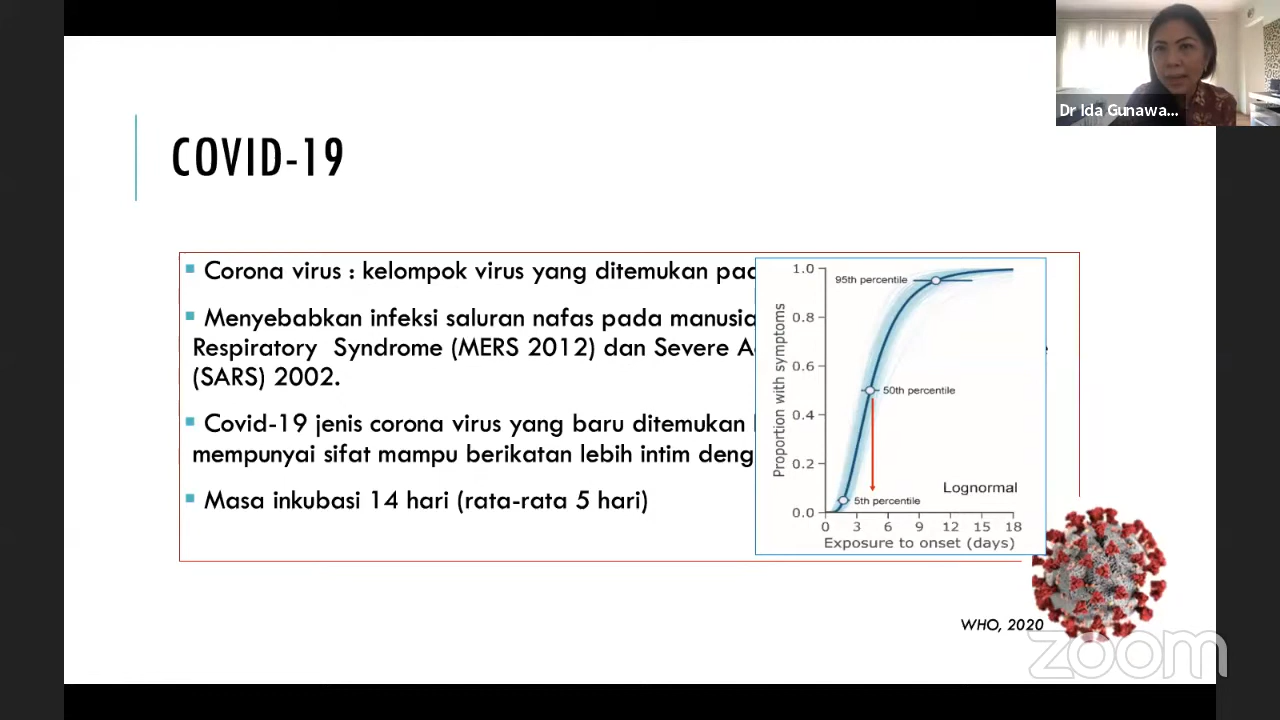 Dr Ida Gunawa...
COVID-19
Corona virus : kelompok virus yang ditemukan
Menyebabkan infeksi saluran nafas pada manusia
Respiratory Syndrome (MERS 2012) dan Severe
(SARS) 2002.
Covid-19 jenis corona virus yang baru ditemukan
mempunyai sifat mampu berikatan lebih intim
Masa inkubasi 14 hari (rata-rata 5 hari)
Proportion with symptoms
1.0
0.8
0.6
0.4
0.2
0.0
95th percentile
50th percentile
5th percentile
Lognormal
0 3 6 9 12 15 18
Exposure to onset (days)
WHO, 2020
zoom